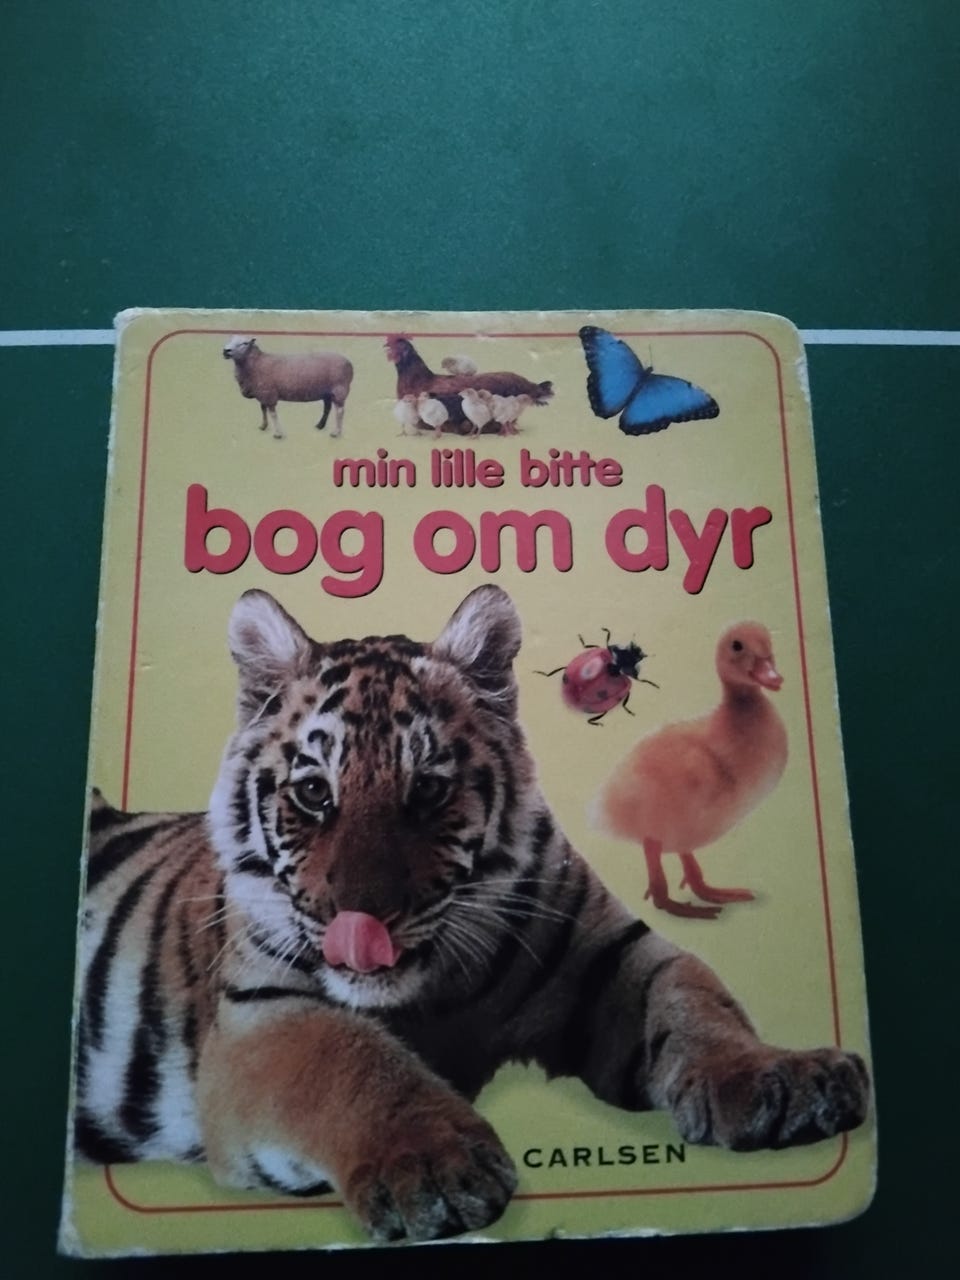 min lille bitte
bog om dyr
CARLSEN